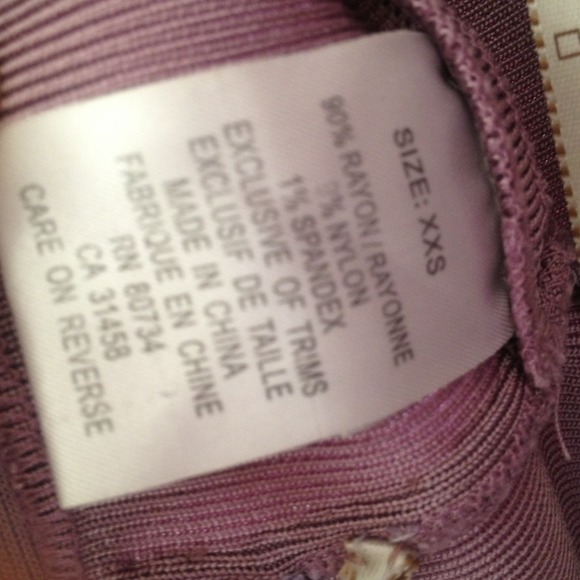 SIZE: XXS
90% RAYON/RAYONNE
9% NYLON
1% SPANDEX
EXCLUSIVE OF TRIMS
EXCLUSIF DE TAILLE
MADE IN CHINA
FABRIQUE EN CHINE
RN 80734
CA 31458
CARE ON REVERSE